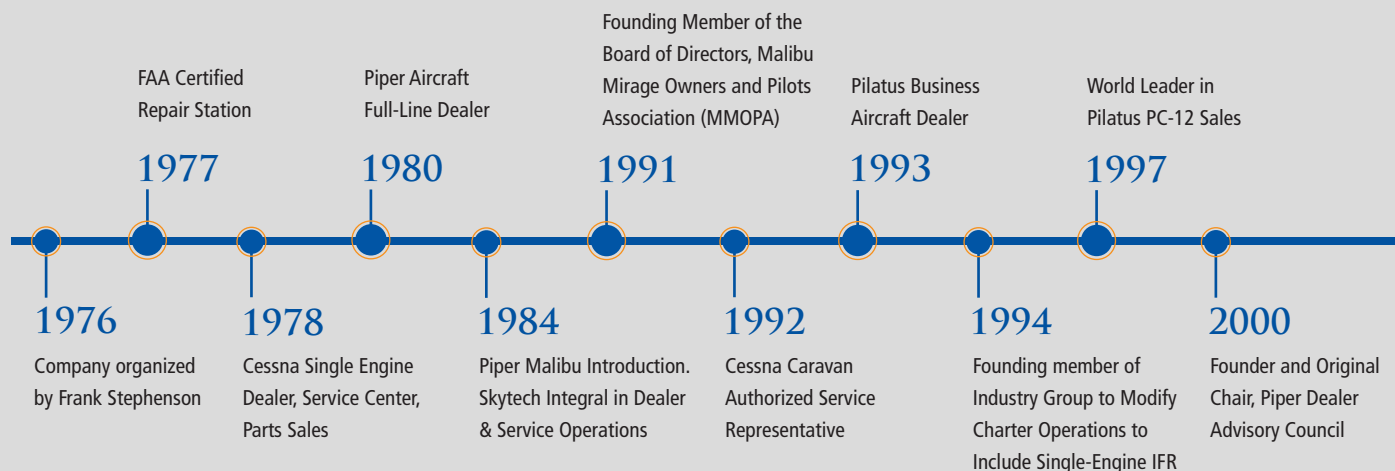 1976
Company organized
by Frank Stephenson
FAA Certified
Repair Station
1977
1978
Cessna Single Engine
Dealer, Service Center,
Parts Sales
Piper Aircraft
Full-Line Dealer
1980
1984
Piper Malibu Introduction.
Skytech Integral in Dealer
& Service Operations
Founding Member of the
Board of Directors, Malibu
Mirage Owners and Pilots
Association (MMOPA)
1991
1992
Cessna Caravan
Authorized Service
Representative
Pilatus Business
Aircraft Dealer
1993
1994
Founding member of
Industry Group to Modify
Charter Operations to
Include Single-Engine IFR
World Leader in
Pilatus PC-12 Sales
1997
2000
Founder and Original
Chair, Piper Dealer
Advisory Council